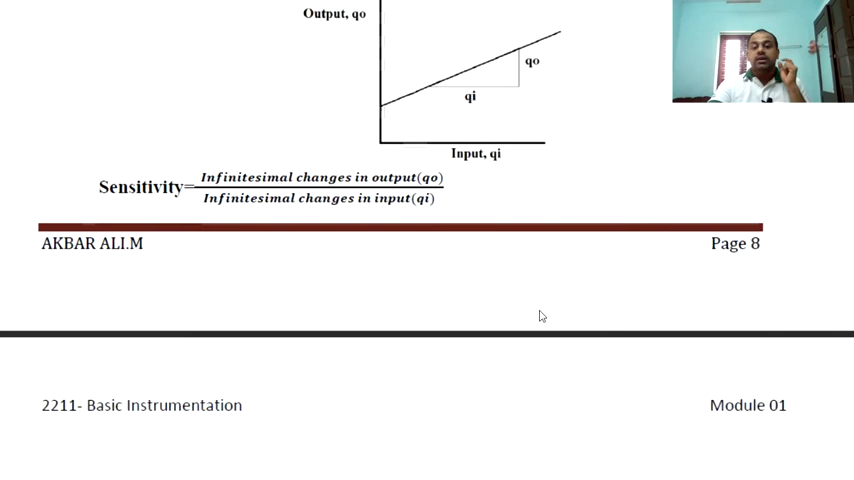 Output, qo
qo
qi
Input, qi
Sensitivity=
Infinitesimal changes in output(qo)
Infinitesimal changes in input(qi)
AKBAR ALI.M
Page 8
2211- Basic Instrumentation
Module 01